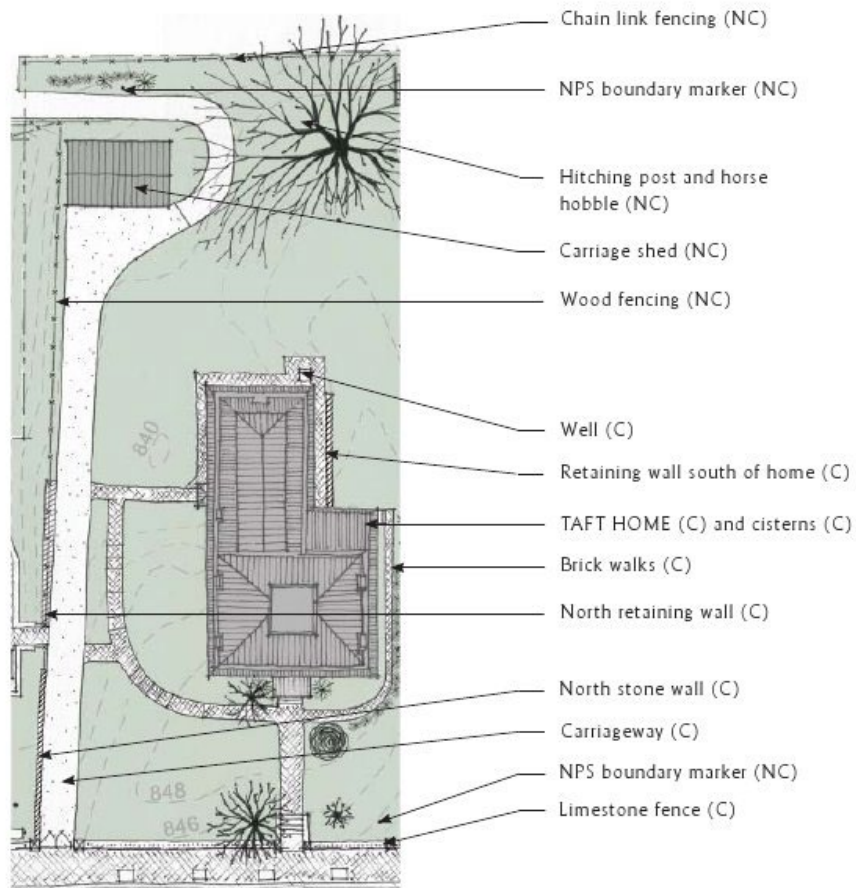 Chain link fencing (NC)
NPS boundary marker (NC)
Hitching post and horse
hobble (NC)
Carriage shed (NC)
Wood fencing (NC)
Well (C)
Retaining wall south of home (C)
TAFT HOME (C) and cisterns (C)
Brick walks (C)
North retaining wall (C)
North stone wall (C)
Carriageway (C)
NPS boundary marker (NC)
Limestone fence (C)
840
848
846